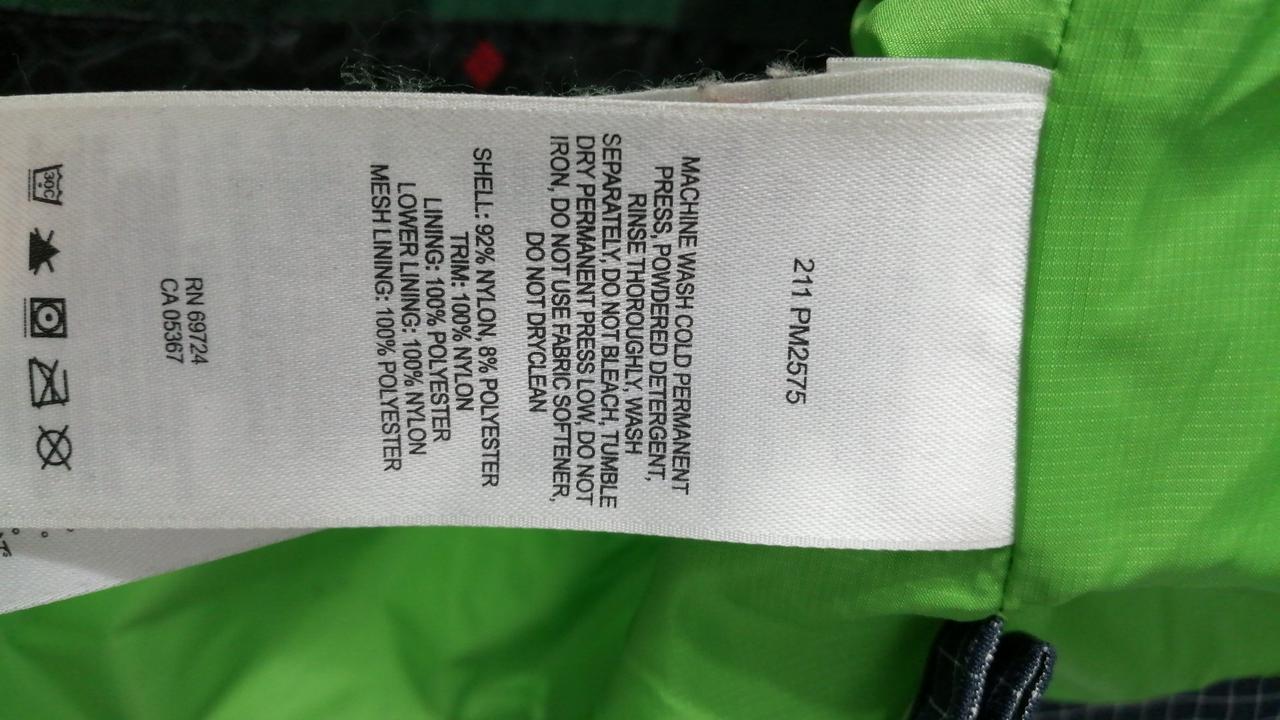 211 PM2575
MACHINE WASH COLD PERMANENT
PRESS, POWDERED DETERGENT,
RINSE THOROUGHLY, WASH
SEPARATELY, DO NOT BLEACH, TUMBLE
DRY PERMANENT PRESS LOW, DO NOT
IRON, DO NOT USE FABRIC SOFTENER,
DO NOT DRYCLEAN
SHELL: 92% NYLON, 8% POLYESTER
TRIM: 100% NYLON
LINING: 100% POLYESTER
LOWER LINING: 100% NYLON
MESH LINING: 100% POLYESTER
RN 69724
CA 05367
30C